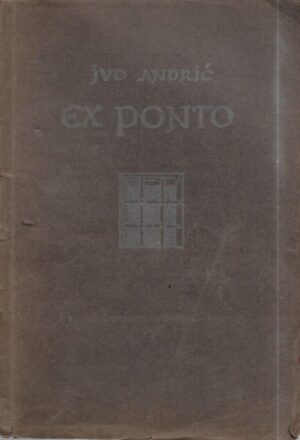 jvo andrić
EX PONTO